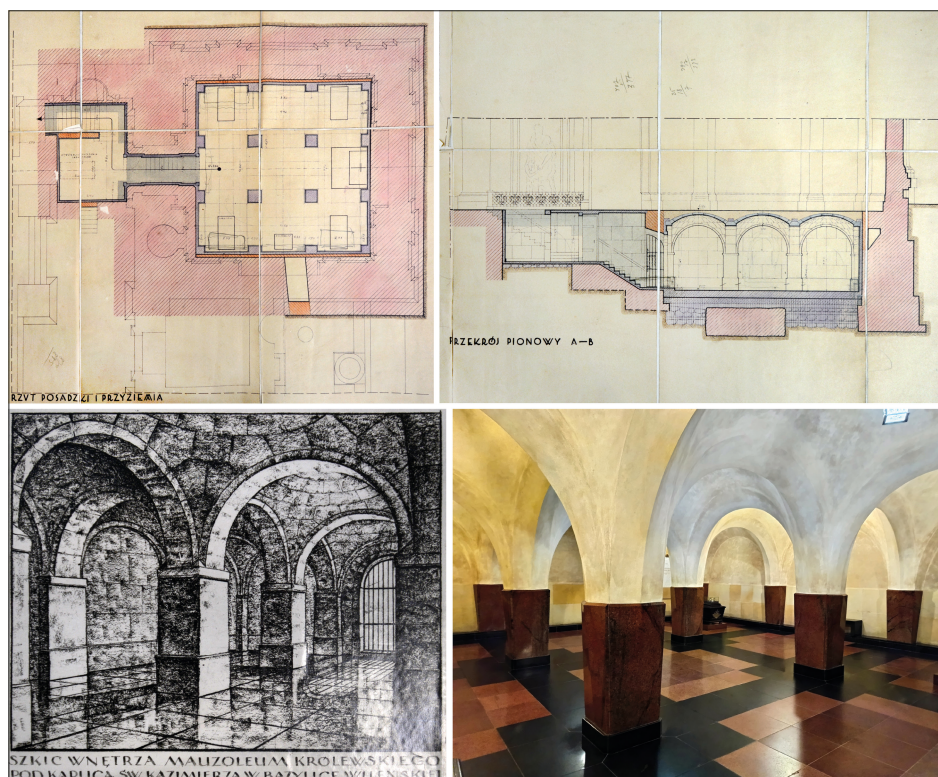 RZUT POSADZKI I PRZYZIEMIA
PRZEKRÓJ PIONOWY A—B
SZKIC WNĘTRZA MAUZOLEUM KRÓLEWSKIEGO
POD KAPLICĄ ŚW. KAZIMIERZA W BAZYLICE WILEŃSKIEJ